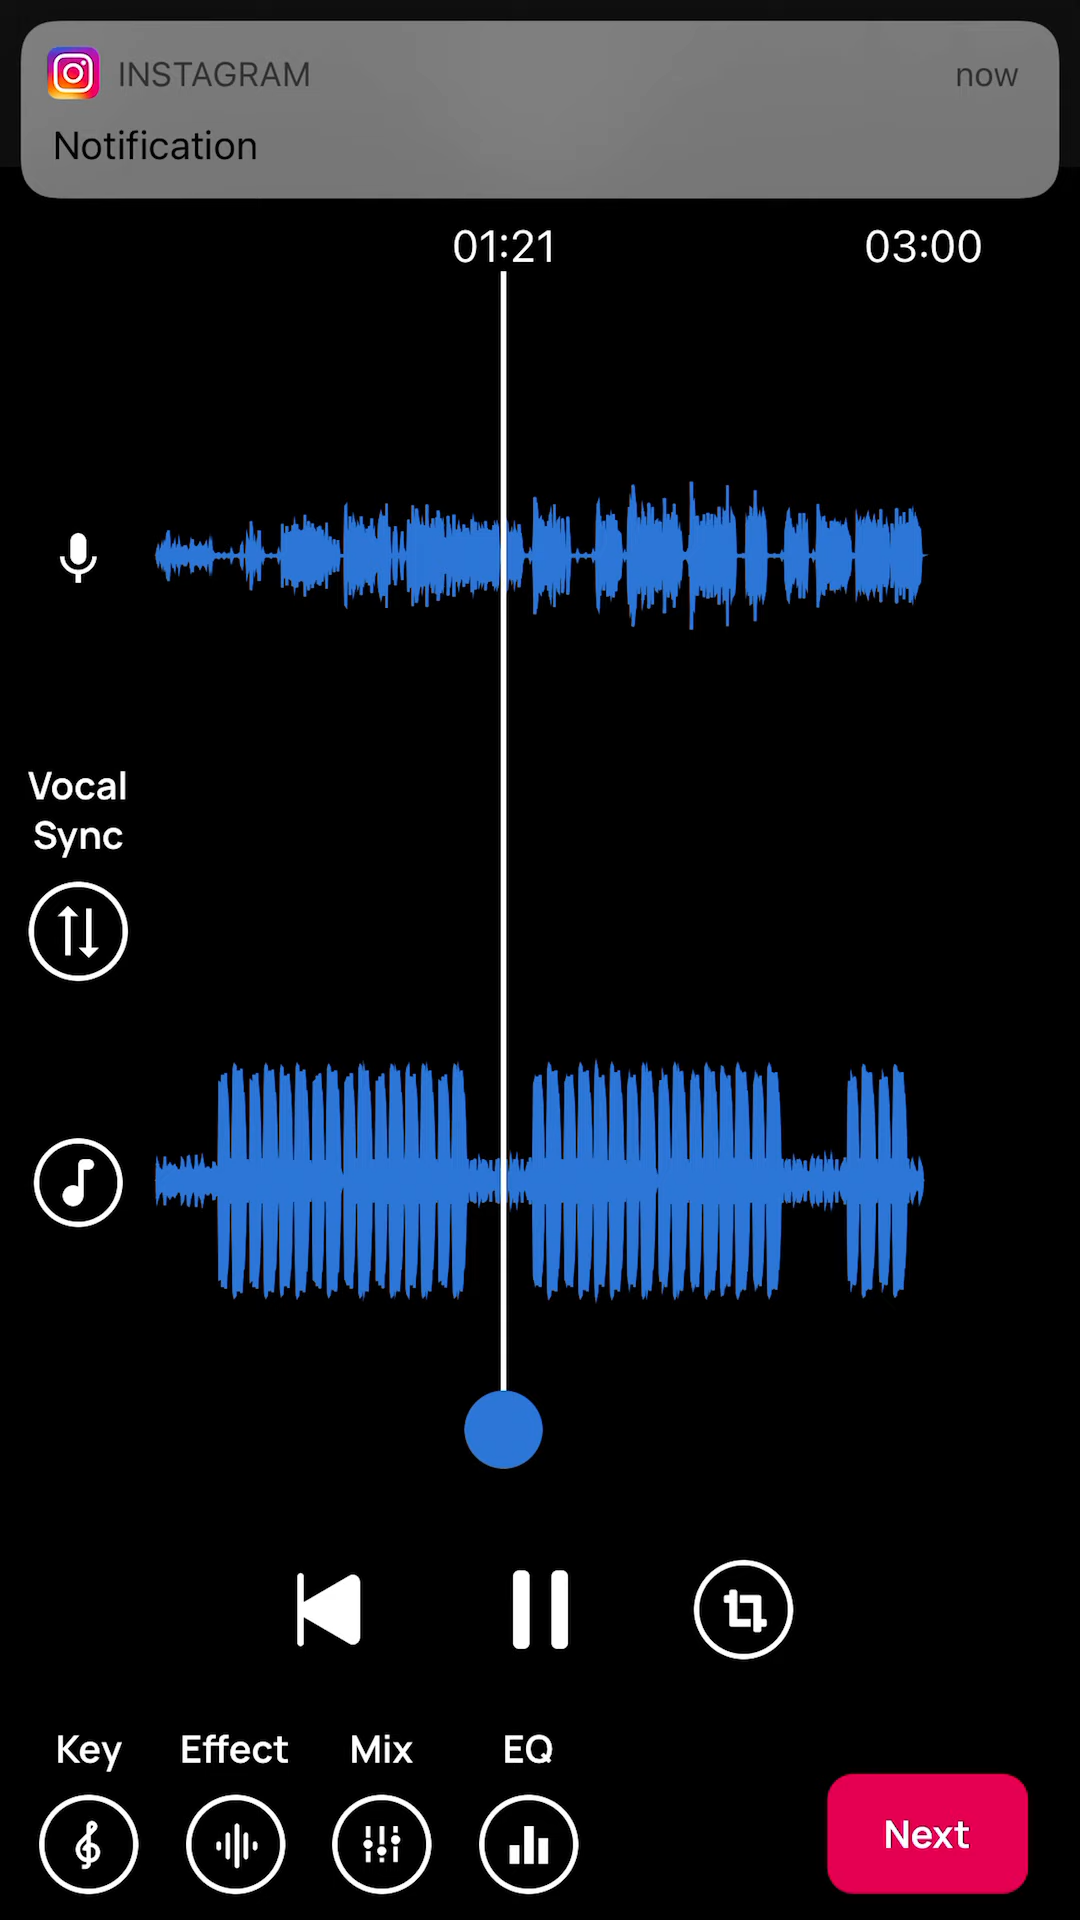 INSTAGRAM now
Notification
01:21 03:00
Vocal
Sync
Key Effect Mix EQ
Next